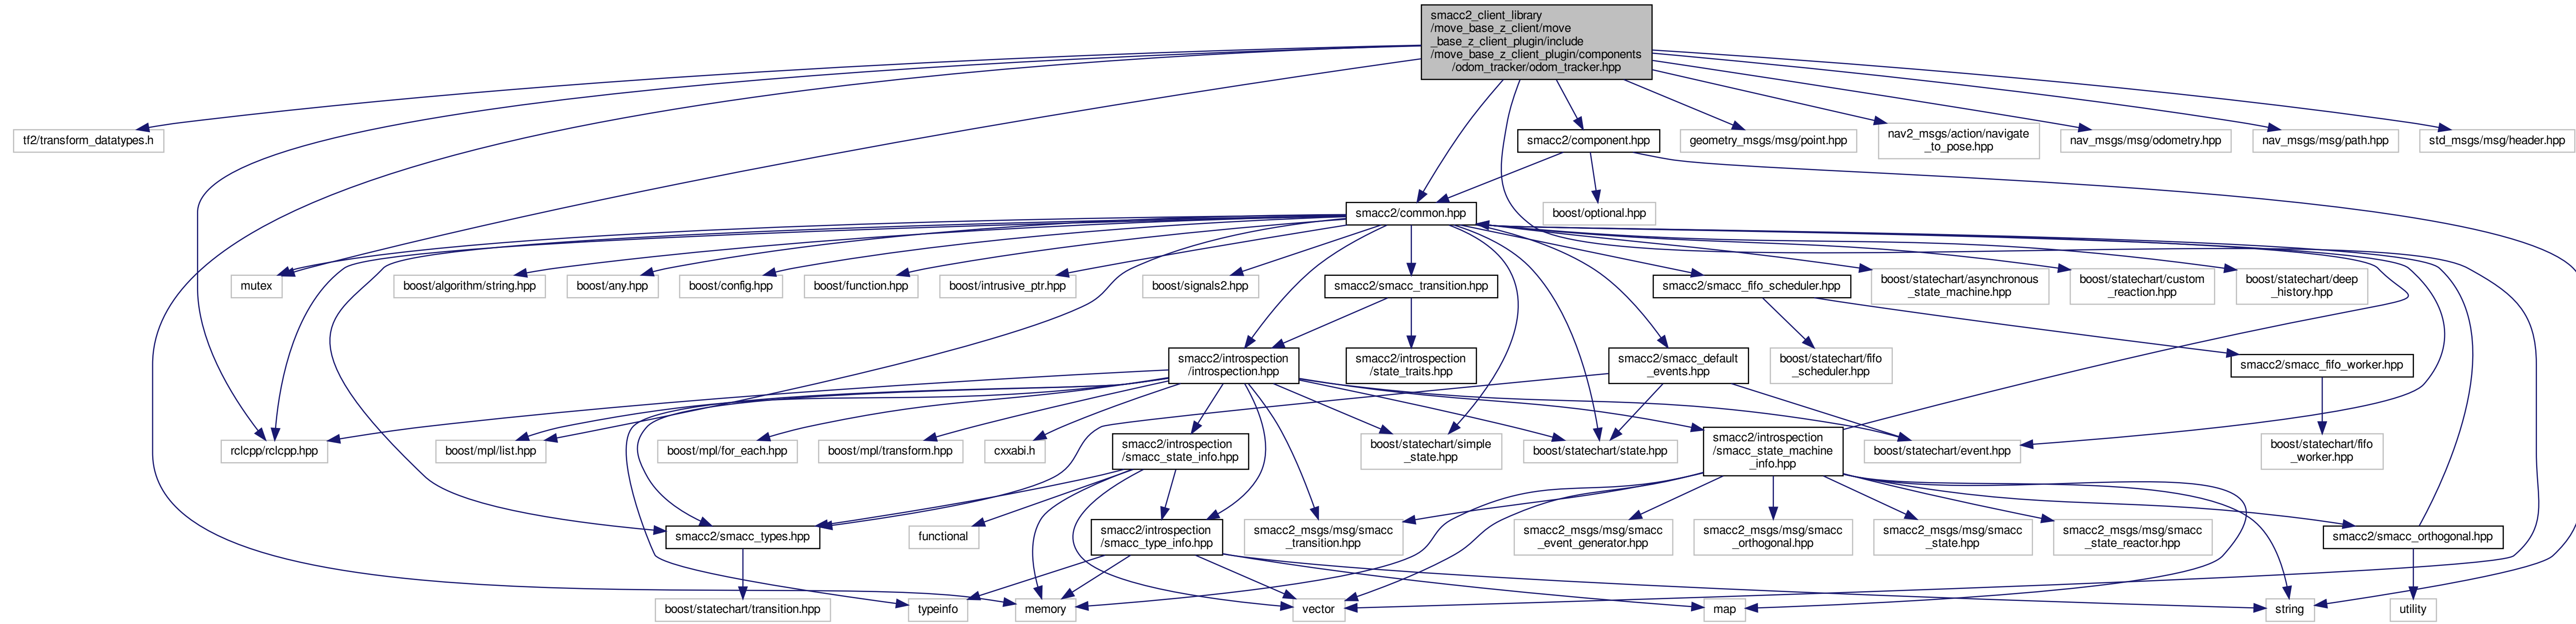 smacc2_client_library
/move_base_z_client/move
_base_z_client_plugin/include
/move_base_z_client_plugin/components
/odom_tracker/odom_tracker.hpp
tf2/transform_datatypes.h
smacc2/component.hpp
geometry_msgs/msg/point.hpp
nav2_msgs/action/navigate
_to_pose.hpp
nav_msgs/msg/odometry.hpp
nav_msgs/msg/path.hpp
std_msgs/msg/header.hpp
smacc2/common.hpp
boost/optional.hpp
mutex
boost/algorithm/string.hpp
boost/any.hpp
boost/config.hpp
boost/function.hpp
boost/intrusive_ptr.hpp
boost/signals2.hpp
smacc2/smacc_transition.hpp
smacc2/smacc_fifo_scheduler.hpp
boost/statechart/asynchronous
_state_machine.hpp
boost/statechart/custom
_reaction.hpp
boost/statechart/deep
_history.hpp
smacc2/introspection
/introspection.hpp
smacc2/introspection
/state_traits.hpp
smacc2/smacc_default
_events.hpp
boost/statechart/fifo
_scheduler.hpp
smacc2/smacc_fifo_worker.hpp
rclcpp/rclcpp.hpp
boost/mpl/list.hpp
boost/mpl/for_each.hpp
boost/mpl/transform.hpp
cxxabi.h
smacc2/introspection
/smacc_state_info.hpp
boost/statechart/simple
_state.hpp
boost/statechart/state.hpp
smacc2/introspection
/smacc_state_machine
_info.hpp
boost/statechart/event.hpp
boost/statechart/fifo
_worker.hpp
smacc2/smacc_types.hpp
functional
smacc2/introspection
/smacc_type_info.hpp
smacc2_msgs/msg/smacc
_transition.hpp
smacc2_msgs/msg/smacc
_event_generator.hpp
smacc2_msgs/msg/smacc
_orthogonal.hpp
smacc2_msgs/msg/smacc
_state.hpp
smacc2_msgs/msg/smacc
_state_reactor.hpp
smacc2/smacc_orthogonal.hpp
boost/statechart/transition.hpp
typeinfo
memory
vector
map
string
utility